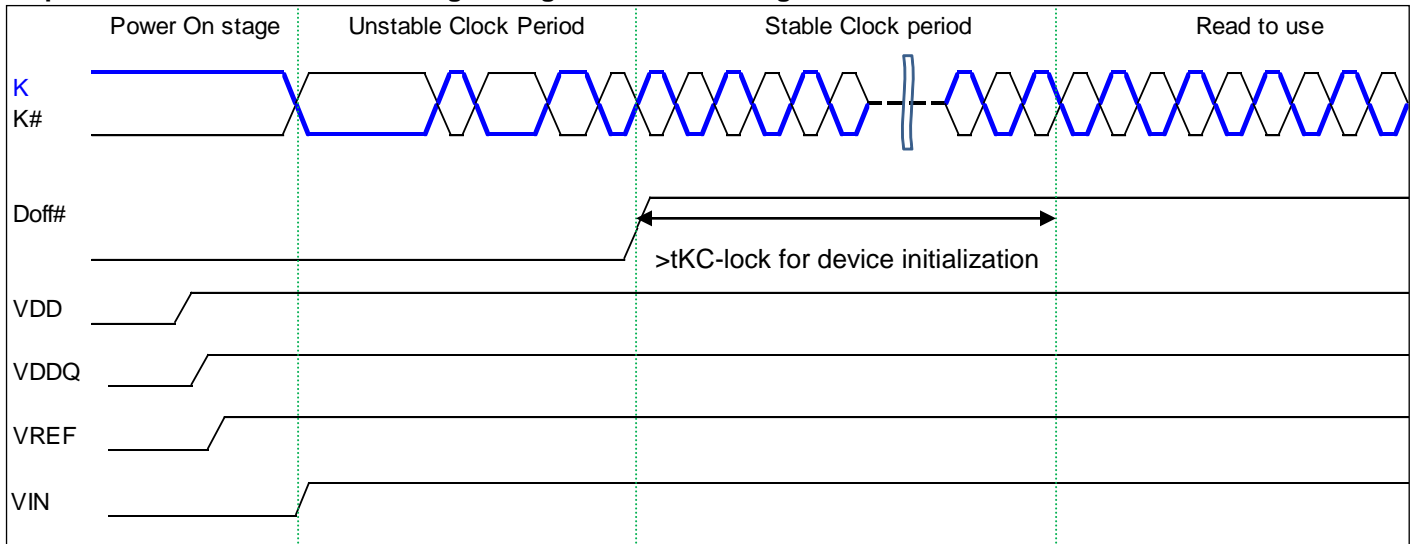 Power On stage Unstable Clock Period Stable Clock period Read to use
K
K#
Doff#
>tKC-lock for device initialization
VDD
VDDQ
VREF
VIN